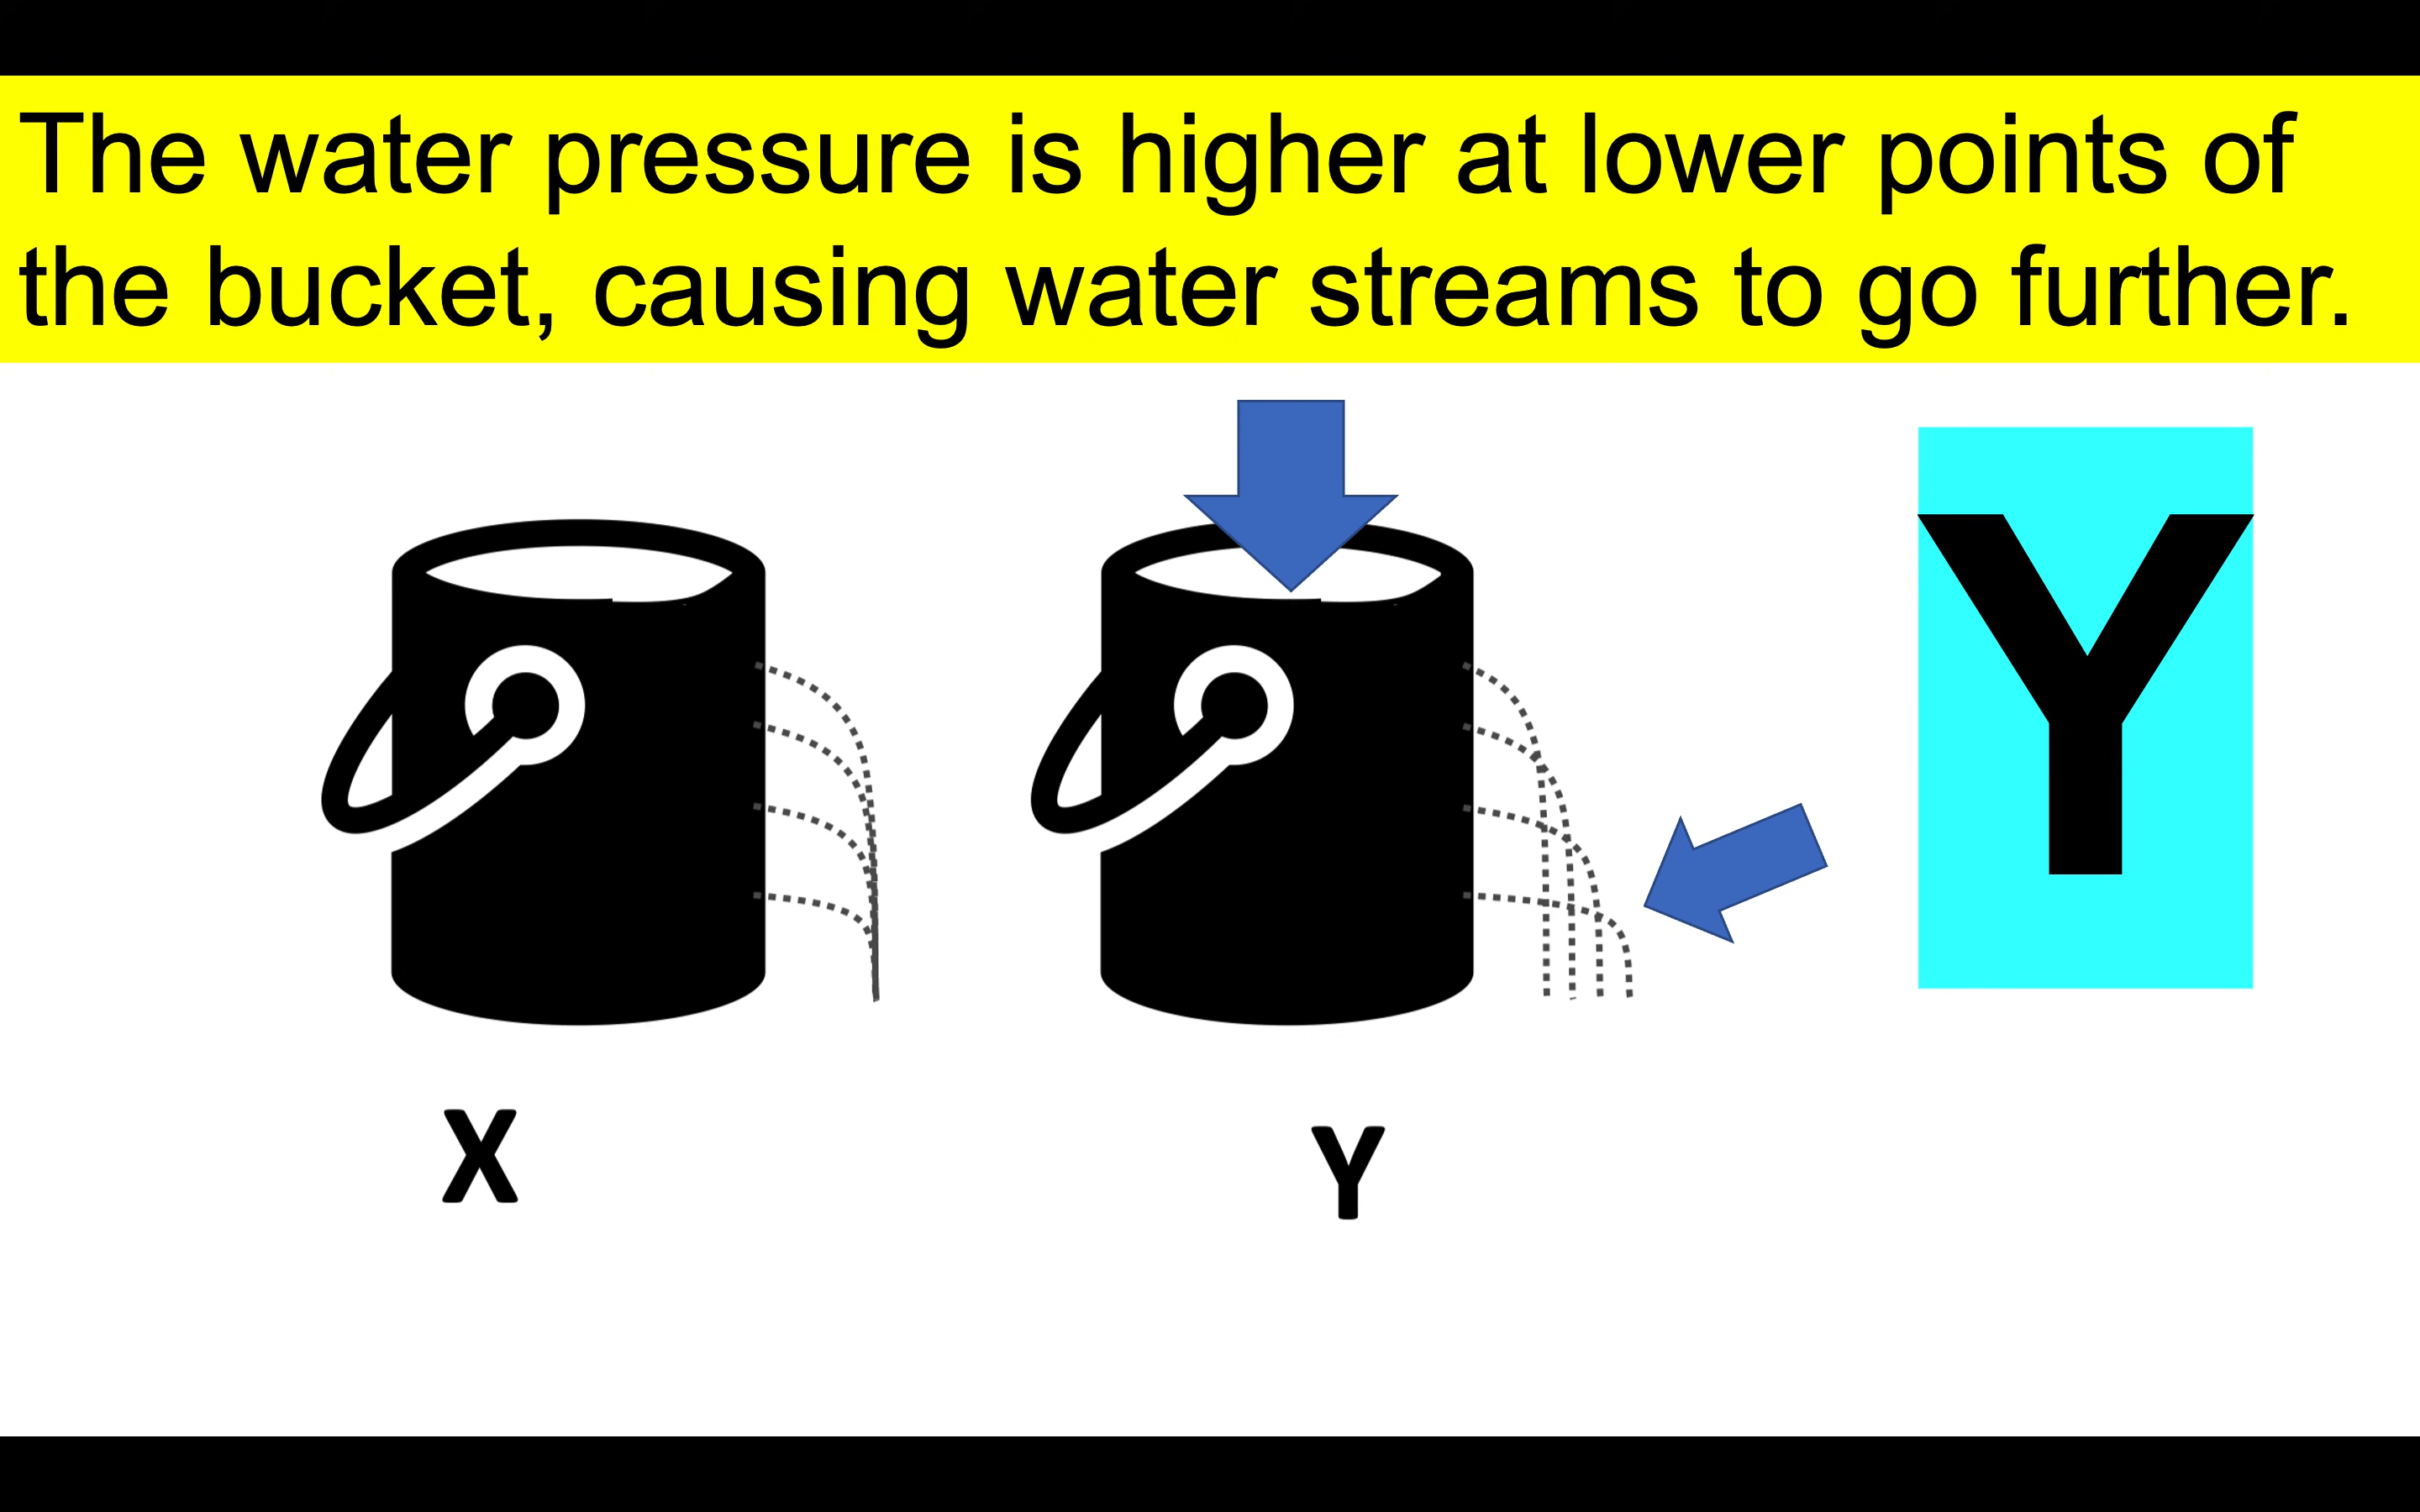 The water pressure is higher at lower points of
the bucket, causing water streams to go further.
Y
X
Y